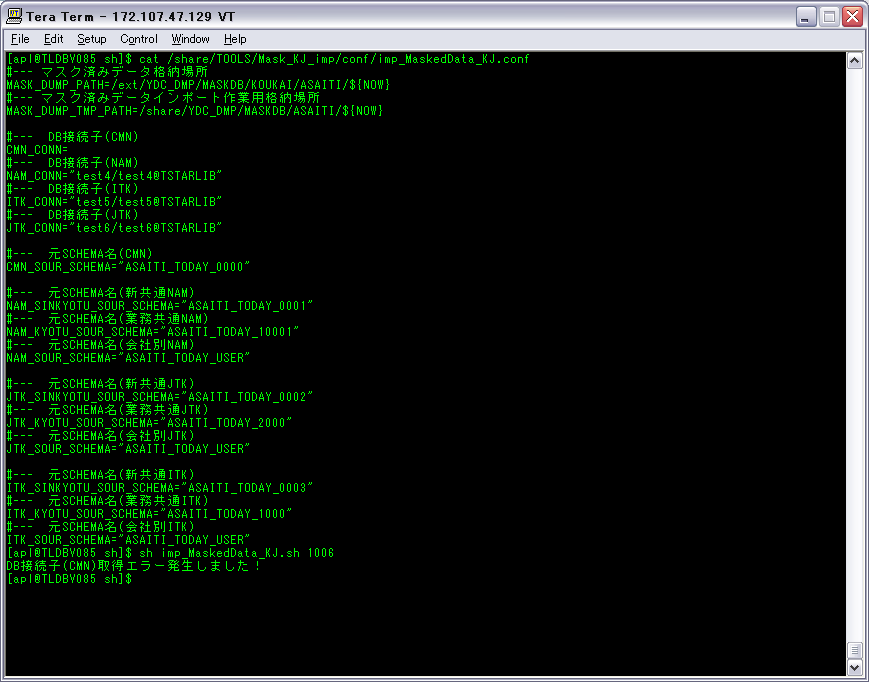 Tera Term - 172.107.47.129 VT
File Edit Setup Control Window Help
[apl@TLDBY085 sh]$ cat /share/TOOLS/Mask_KJ_imp/conf/imp_MaskedData_KJ.conf
#--- マスク済みデータ格納場所
MASK_DUMP_PATH=/ext/YDC_DMP/MASKDB/KOUKAI/ASAITI/${NOW}
#--- マスク済みデータインポート作業用格納場所
MASK_DUMP_TMP_PATH=/share/YDC_DMP/MASKDB/ASAITI/${NOW}
#--- DB接続子(CMN)
CMN_CONN=
#--- DB接続子(NAM)
NAM_CONN="test4/test4@TSTARLIB"
#--- DB接続子(ITK)
ITK_CONN="test5/test5@TSTARLIB"
#--- DB接続子(JTK)
JTK_CONN="test6/test6@TSTARLIB"
#--- 元SCHEMA名(CMN)
CMN_SOUR_SCHEMA="ASAITI_TODAY_0000"
#--- 元SCHEMA名(新共通NAM)
NAM_SINKYOTU_SOUR_SCHEMA="ASAITI_TODAY_0001"
#--- 元SCHEMA名(業務共通NAM)
NAM_KYOTU_SOUR_SCHEMA="ASAITI_TODAY_10001"
#--- 元SCHEMA名(会社別NAM)
NAM_SOUR_SCHEMA="ASAITI_TODAY_USER"
#--- 元SCHEMA名(新共通JTK)
JTK_SINKYOTU_SOUR_SCHEMA="ASAITI_TODAY_0002"
#--- 元SCHEMA名(業務共通JTK)
JTK_KYOTU_SOUR_SCHEMA="ASAITI_TODAY_2000"
#--- 元SCHEMA名(会社別JTK)
JTK_SOUR_SCHEMA="ASAITI_TODAY_USER"
#--- 元SCHEMA名(新共通ITK)
ITK_SINKYOTU_SOUR_SCHEMA="ASAITI_TODAY_0003"
#--- 元SCHEMA名(業務共通ITK)
ITK_KYOTU_SOUR_SCHEMA="ASAITI_TODAY_1000"
#--- 元SCHEMA名(会社別ITK)
ITK_SOUR_SCHEMA="ASAITI_TODAY_USER"
[apl@TLDBY085 sh]$ sh imp_MaskedData_KJ.sh 1006
DB接続子(CMN)取得エラー発生しました！
[apl@TLDBY085 sh]$